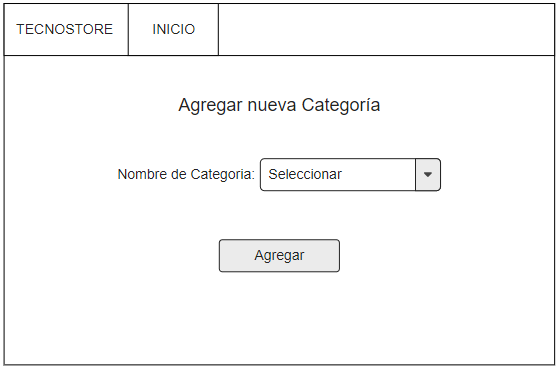 TECNOSTORE INICIO
Agregar nueva Categoría
Nombre de Categoria: Seleccionar
Agregar